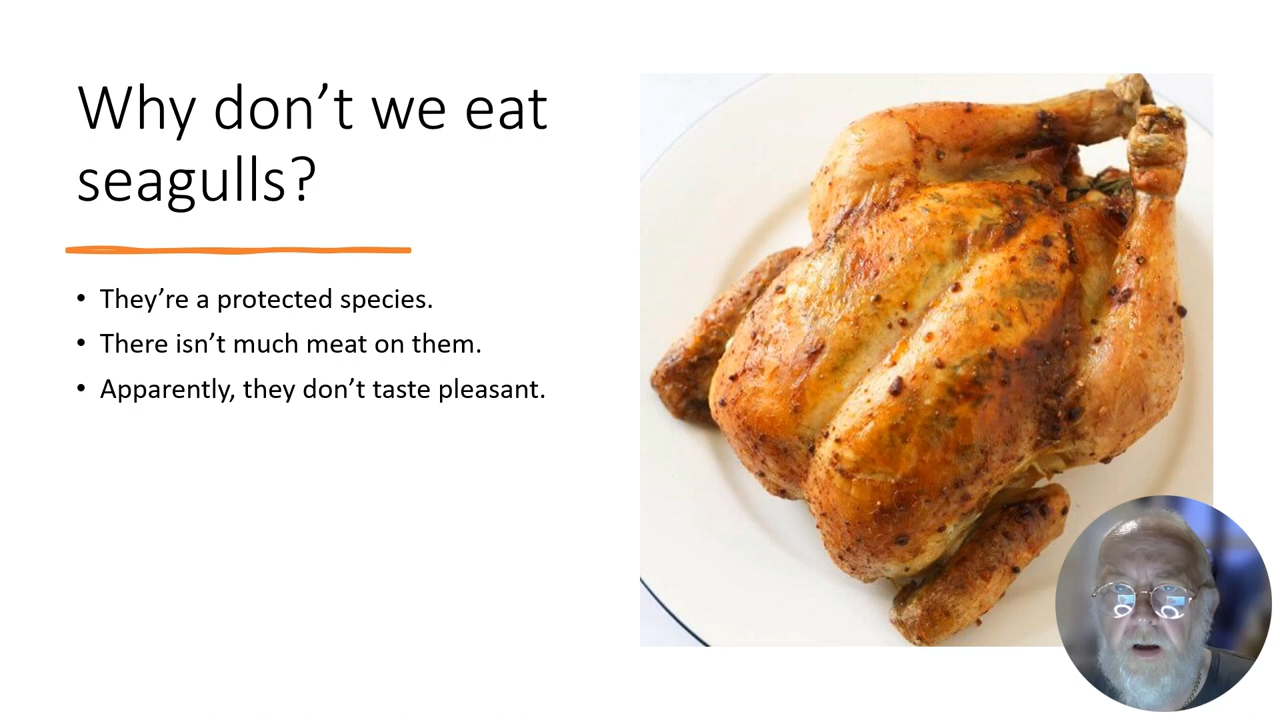 Why don’t we eat
seagulls?
• They’re a protected species.
• There isn’t much meat on them.
• Apparently, they don’t taste pleasant.